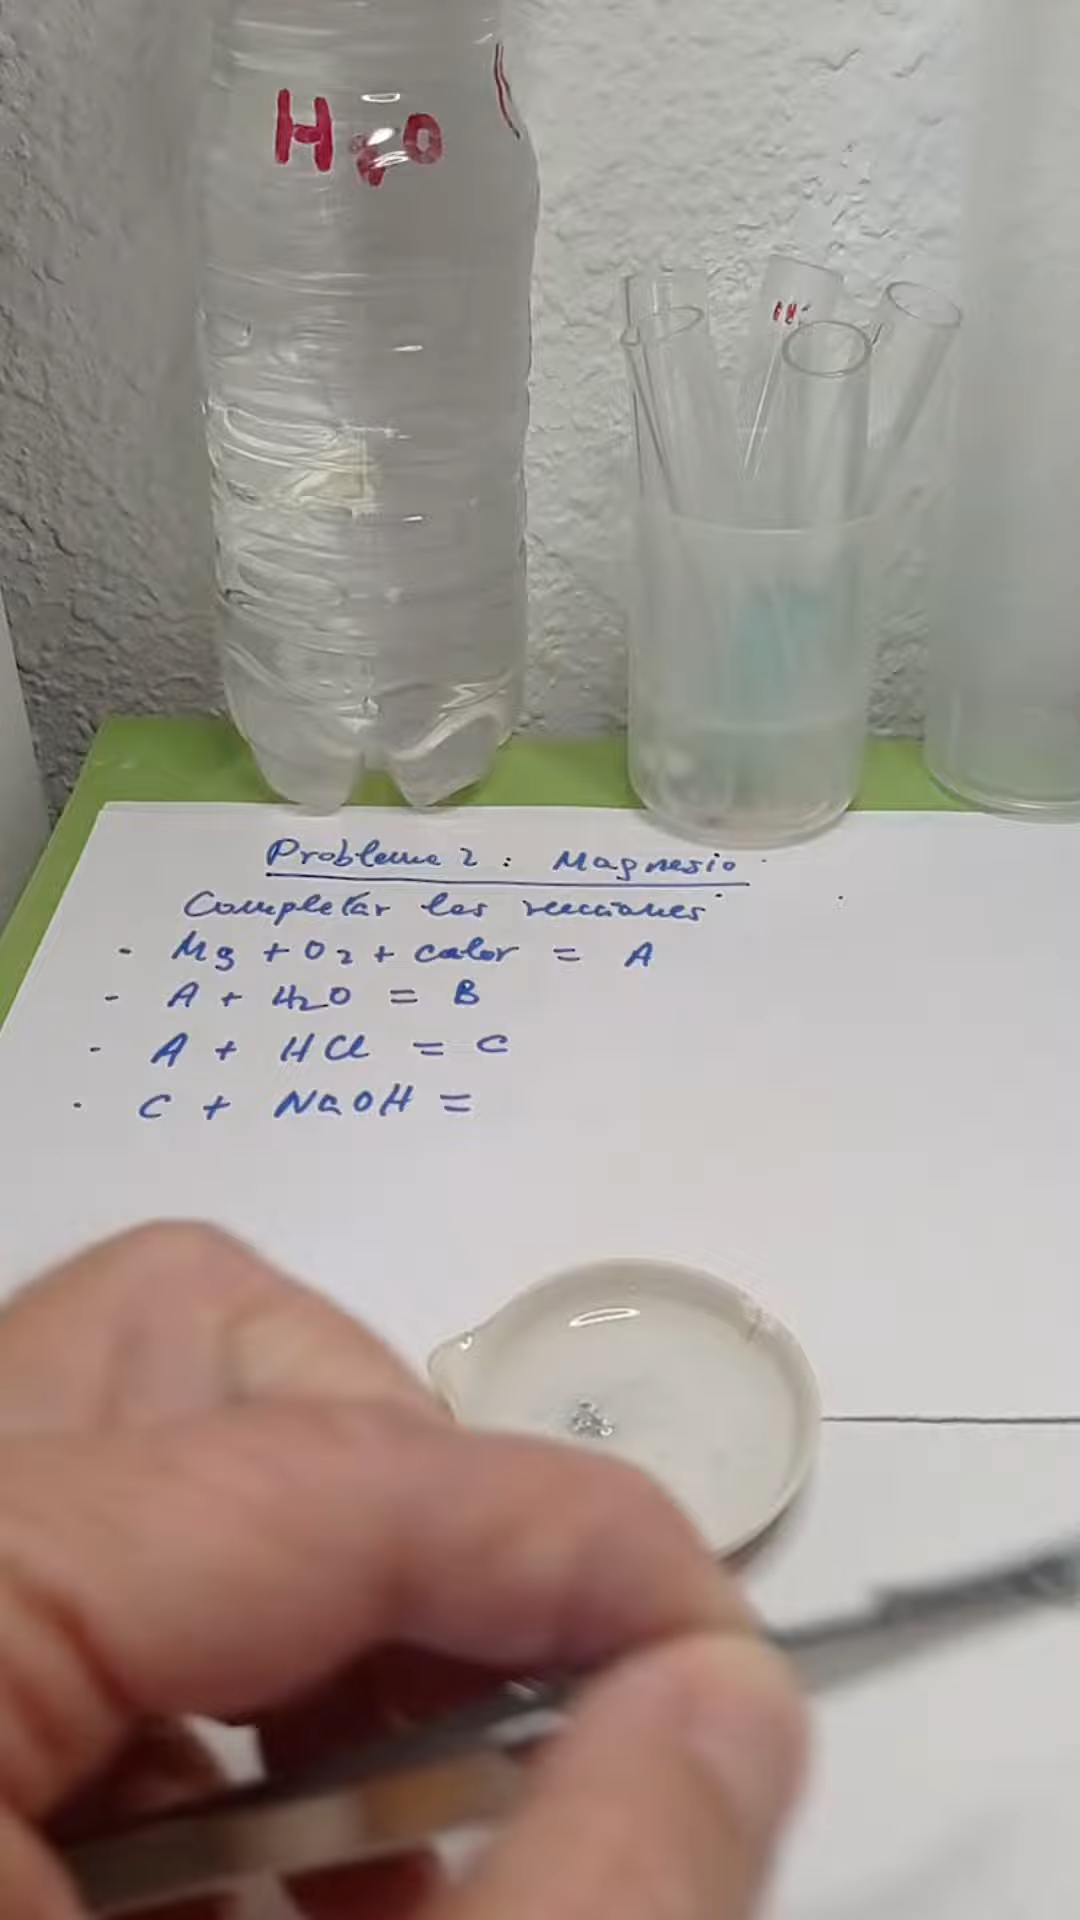 H2O
Problema 2: Magnesio
Completar las reacciones
- Mg + O2 + calor = A
- A + H2O = B
- A + HCl = C
- C + NaOH =